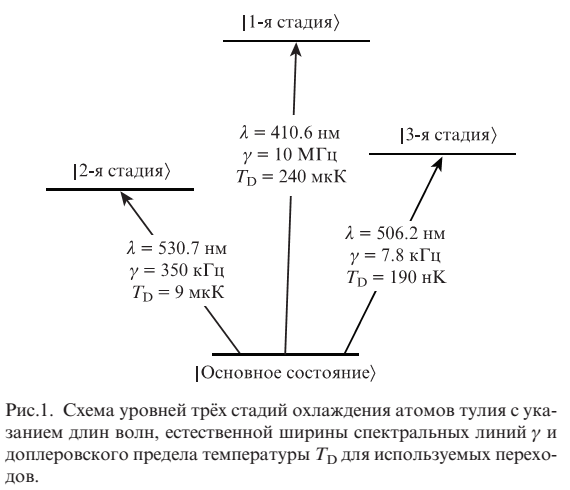 |1-я стадия⟩
|3-я стадия⟩
|2-я стадия⟩
λ = 410.6 нм
γ = 10 МГц
T_D = 240 мкК
λ = 506.2 нм
γ = 7.8 кГц
T_D = 190 нК
λ = 530.7 нм
γ = 350 кГц
T_D = 9 мкК
|Основное состояние⟩
Рис.1. Схема уровней трёх стадий охлаждения атомов тулия с ука-
занием длин волн, естественной ширины спектральных линий γ и
доплеровского предела температуры T_D для используемых перехо-
дов.